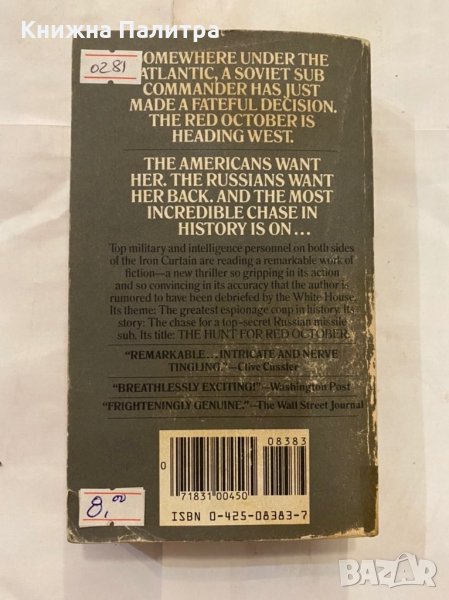 Книжна Палитра
0281
SOMEWHERE UNDER THE
ATLANTIC, A SOVIET SUB
COMMANDER HAS JUST
MADE A FATEFUL DECISION.
THE RED OCTOBER IS
HEADING WEST.
THE AMERICANS WANT
HER. THE RUSSIANS WANT
HER BACK. AND THE MOST
INCREDIBLE CHASE IN
HISTORY IS ON...
Top military and intelligence personnel on both sides
of the Iron Curtain are reading a remarkable work of
fiction—a new thriller so gripping in its action
and so convincing in its accuracy that the author is
rumored to have been debriefed by the White House.
Its theme: The greatest espionage coup in history. Its
story: The chase for a top-secret Russian missile
sub. Its title: THE HUNT FOR RED OCTOBER.
"REMARKABLE...INTRICATE AND NERVE
TINGLING."—Clive Cussler
"BREATHLESSLY EXCITING!"—Washington Post
"FRIGHTENINGLY GENUINE."—The Wall Street Journal
08383
0
71831 00450
ISBN 0-425-08383-7
8,00
BAZAR